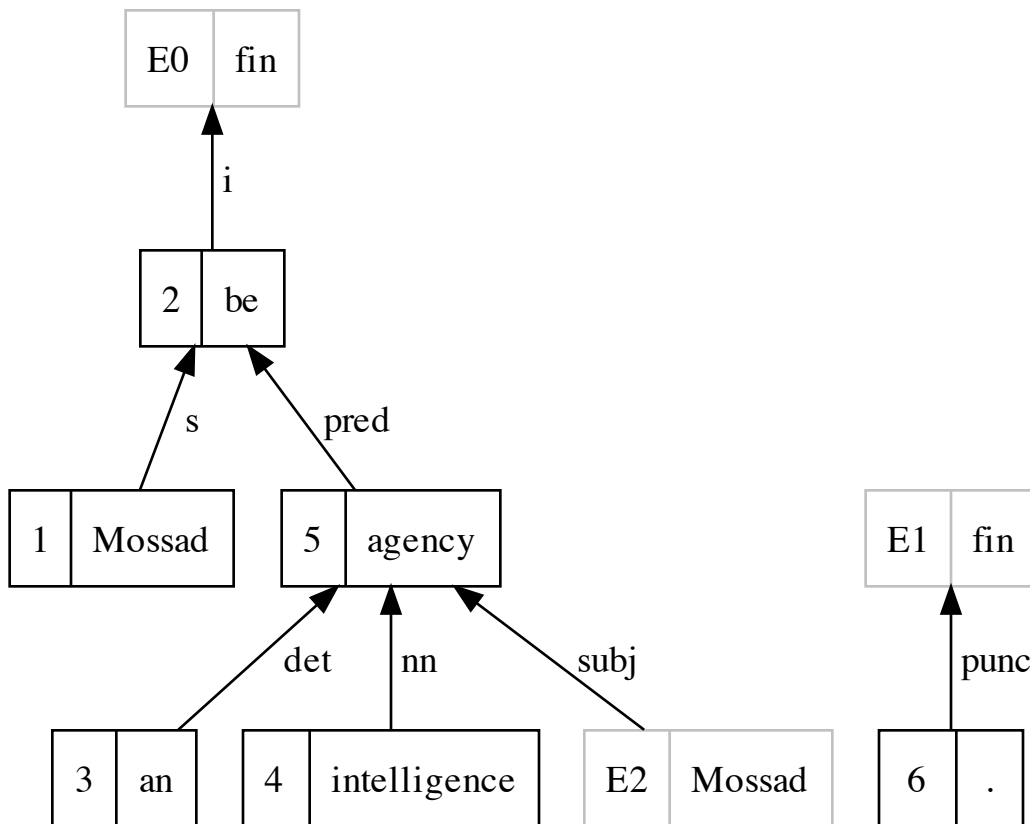 E0 fin
i
2 be
s pred
1 Mossad 5 agency E1 fin
det nn subj punc
3 an 4 intelligence E2 Mossad 6 .